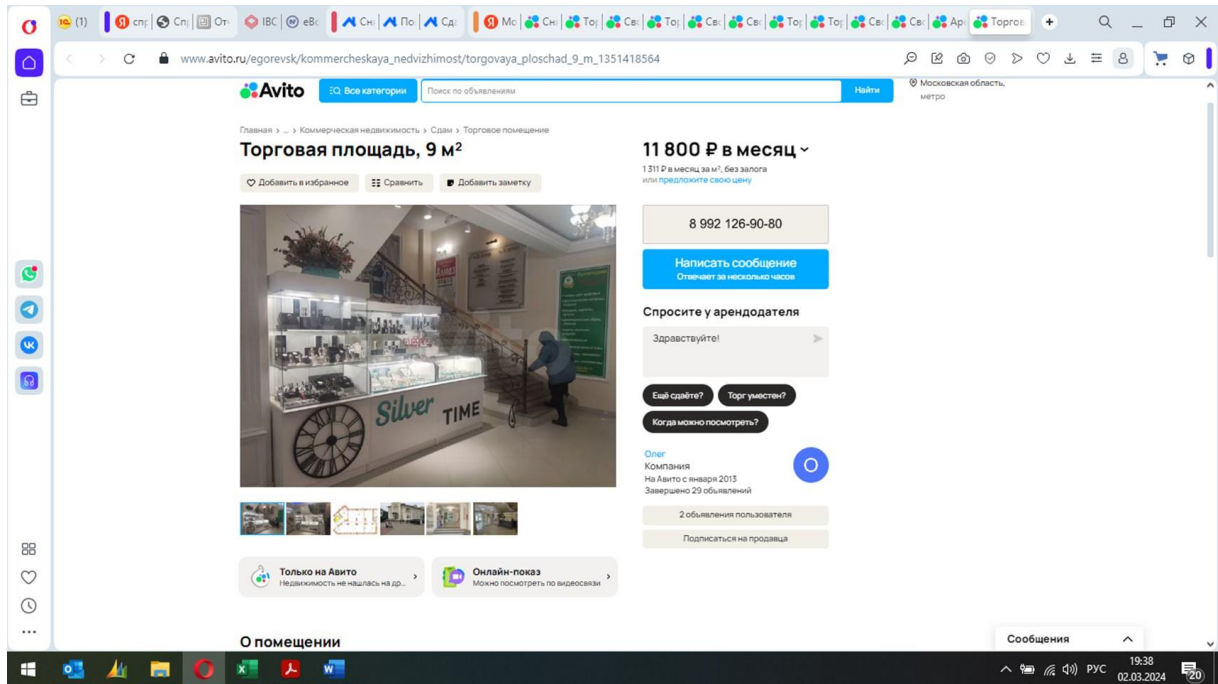 (1)
www.avito.ru/egorevsk/kommercheskaya_nedvizhimost/torgovaya_ploschad_9_m_1351418564
Avito
Все категории
Поиск по объявлениям
Найти
Московская область,
метро
Главная › ... › Коммерческая недвижимость › Сдам › Торговое помещение
Торговая площадь, 9 м²
Добавить в избранное
Сравнить
Добавить заметку
Silver
TIME
11 800 ₽ в месяц
1 311 ₽ в месяц за м², без залога
или предложите свою цену
8 992 126-90-80
Написать сообщение
Отвечает за несколько часов
Спросите у арендодателя
Здравствуйте!
Ещё сдаёте?
Торг уместен?
Когда можно посмотреть?
Олег
О
Компания
На Авито с января 2013
Завершено 29 объявлений
2 объявления пользователя
Подписаться на продавца
Только на Авито
Недвижимость не нашлась на др...
Онлайн-показ
Можно посмотреть по видеосвязи
О помещении
Сообщения
РУС
19:38
02.03.2024
20